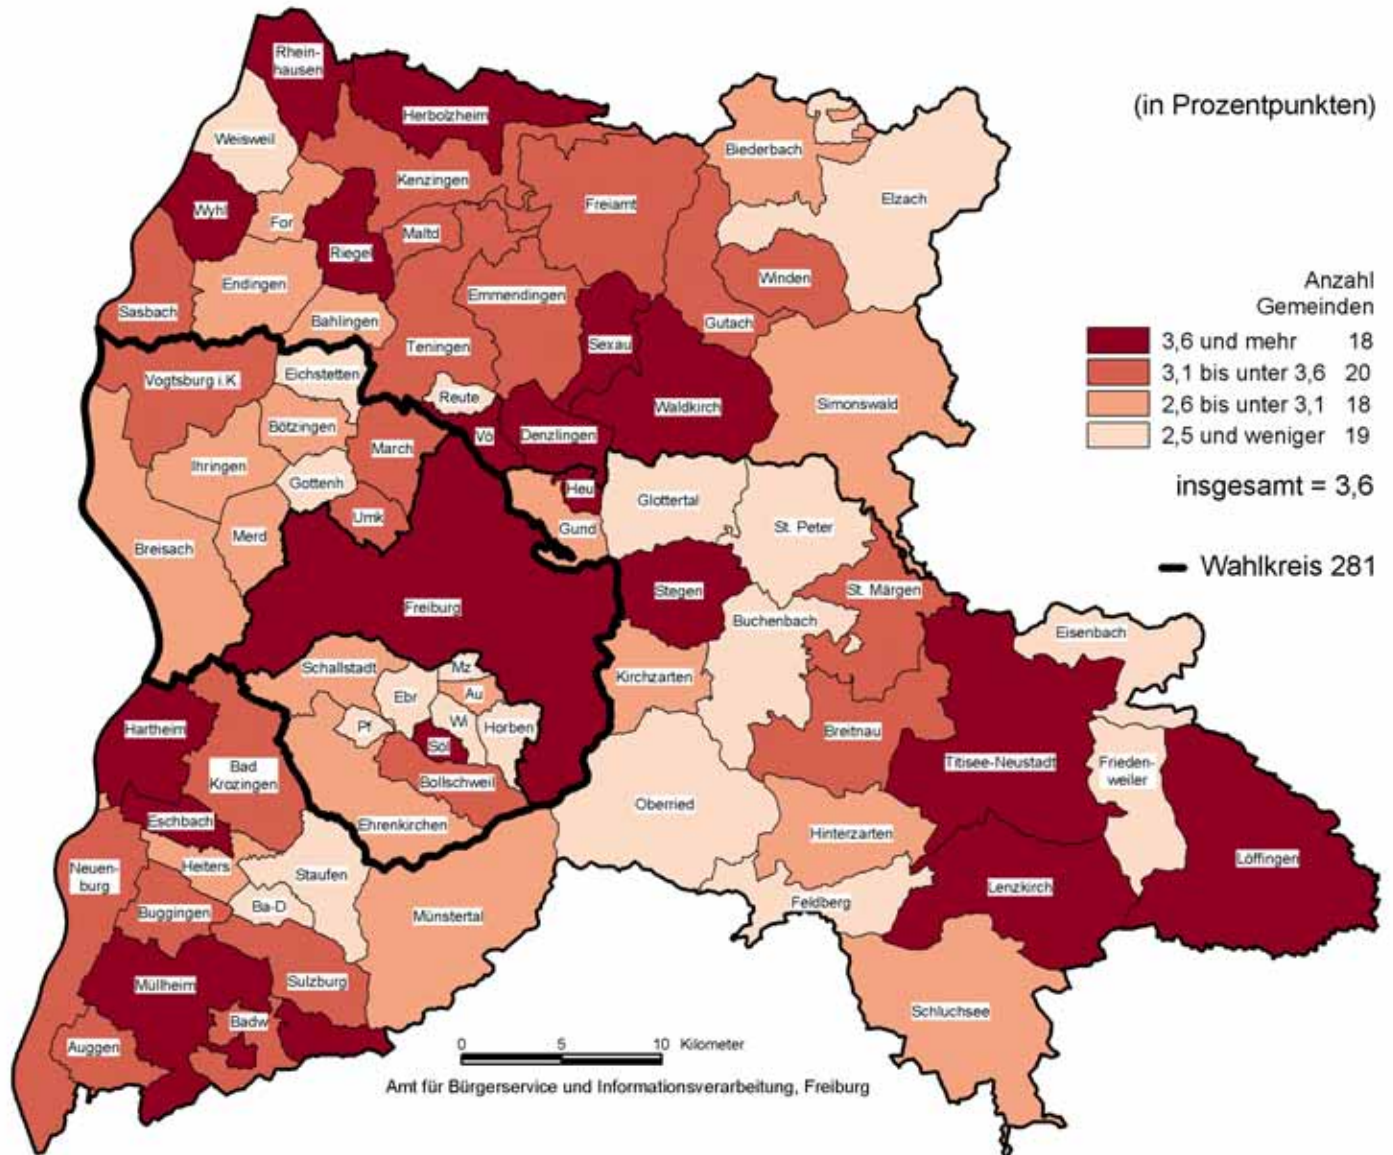 Rhein-
hausen
Herbolzheim
(in Prozentpunkten)
Weisweil
Biederbach
Kenzingen
Elzach
Wyhl
For
Freiamt
Maltd
Riegel
Winden
Endingen
Emmendingen
Sasbach
Bahlingen
Gutach
Anzahl
Gemeinden
3,6 und mehr 18
3,1 bis unter 3,6 20
2,6 bis unter 3,1 18
2,5 und weniger 19
insgesamt = 3,6
Wahlkreis 281
Teningen
Sexau
Vogtsburg i.K
Eichstetten
Reute
Waldkirch
Simonswald
Bötzingen
Vö
Denzlingen
March
Ihringen
Gottenh
Heu
Glottertal
Umk
Gund
St. Peter
Merd
Breisach
Stegen
St. Märgen
Freiburg
Buchenbach
Eisenbach
Schallstadt
Mz
Kirchzarten
Ebr
Au
Pf
Wi
Horben
Hartheim
Söl
Breitnau
Bad
Krozingen
Titisee-Neustadt
Frieden-
weiler
Bollschweil
Oberried
Eschbach
Ehrenkirchen
Hinterzarten
Löffingen
Neuen-
burg
Heiters
Staufen
Lenzkirch
Buggingen
Ba-D
Münstertal
Feldberg
Müllheim
Sulzburg
Schluchsee
Badw
Auggen
0 5 10 Kilometer
Amt für Bürgerservice und Informationsverarbeitung, Freiburg